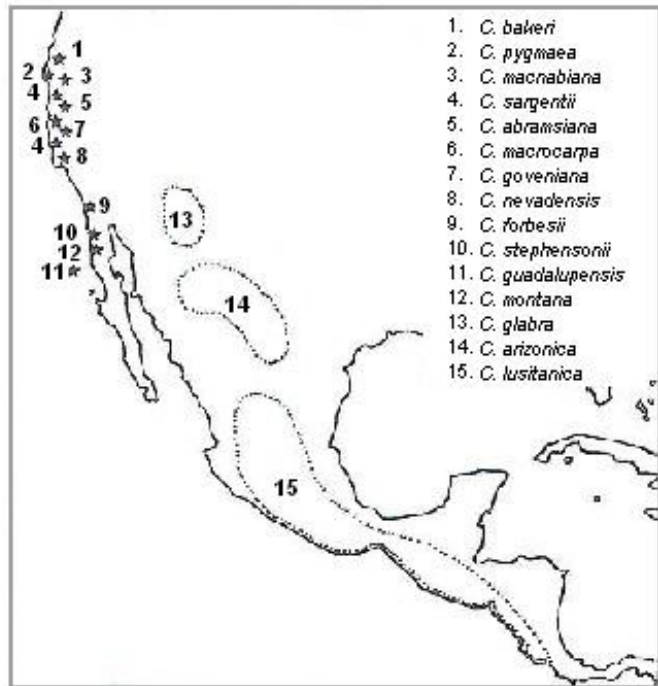 1. C. bakeri
2. C. pygmaea
3. C. macnabiana
4. C. sargentii
5. C. abramsiana
6. C. macrocarpa
7. C. goveniana
8. C. nevadensis
9. C. forbesii
10. C. stephensonii
11. C. guadalupensis
12. C. montana
13. C. glabra
14. C. arizonica
15. C. lusitanica
1
2
3
4
5
6
7
4
8
9
10
12
11
13
14
15